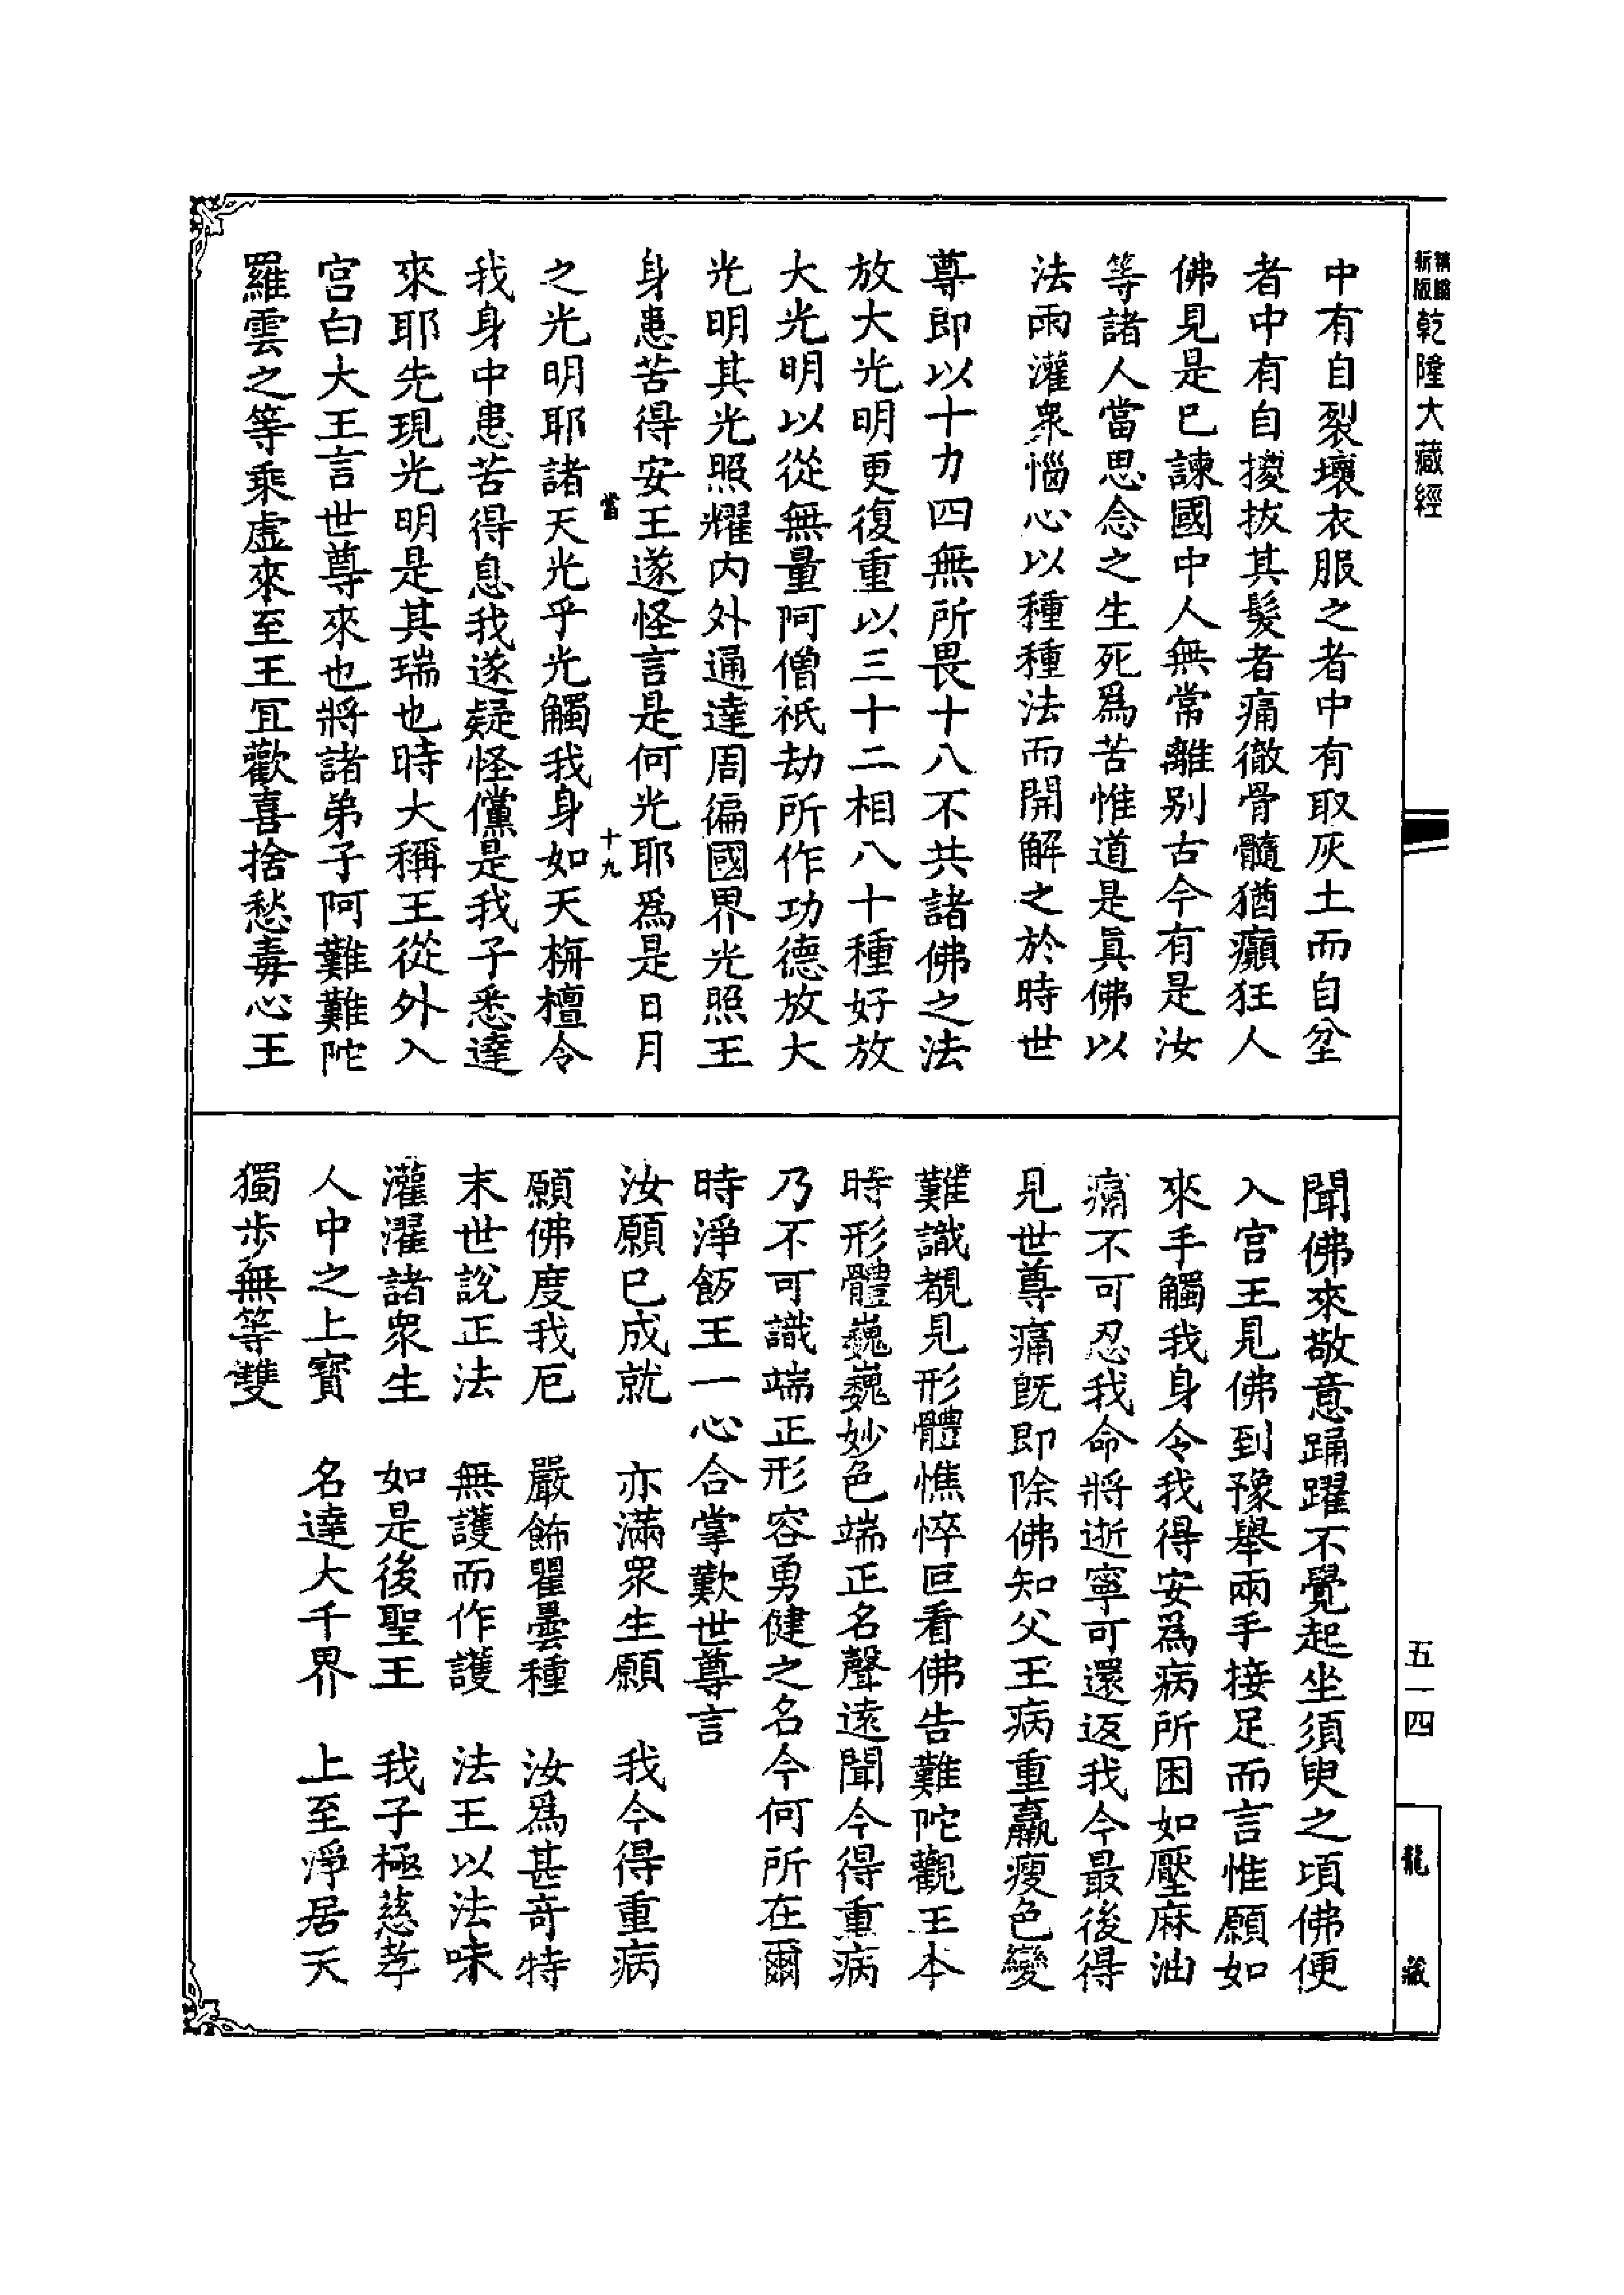 精編
新版
乾隆大藏經
中有自裂壞衣服之者中有取灰土而自坌
者中有自擾拔其髮者痛徹骨髓猶癲狂人
佛見是已諫國中人無常離别古今有是汝
等諸人當思念之生死爲苦惟道是真佛以
法雨灌衆惱心以種種法而開解之於時世
尊即以十力四無所畏十八不共諸佛之法
放大光明更復重以三十二相八十種好放
大光明以從無量阿僧祇劫所作功德放大
光明其光照耀内外通達周徧國界光照王
身患苦得安王遂怪言是何光耶爲是日月
當
十九
之光明耶諸天光乎光觸我身如天栴檀令
我身中患苦得息我遂疑怪儻是我子悉達
來耶先現光明是其瑞也時大稱王從外入
宮白大王言世尊來也將諸弟子阿難難陀
羅雲之等乘虛來至王冝歡喜捨愁毒心王
聞佛來敬意踊躍不覺起坐須臾之頃佛便
入宮王見佛到豫舉兩手接足而言惟願如
來手觸我身令我得安爲病所困如壓麻油
痛不可忍我命將逝寧可還返我今最後得
見世尊痛旣即除佛知父王病重羸瘦色變
難識覩見形體憔悴叵看佛告難陀觀王本
時形體巍巍妙色端正名聲遠聞今得重病
乃不可識端正形容勇健之名今何所在爾
時淨飯王一心合掌歎世尊言
汝願已成就　亦滿衆生願　我今得重病
願佛度我厄　嚴飾瞿曇種　汝爲甚竒特
末世說正法　無護而作護　法王以法味
灌濯諸衆生　如是後聖王　我子極慈孝
人中之上寳　名達大千界　上至淨居天
獨步無等雙
五一四
龍藏